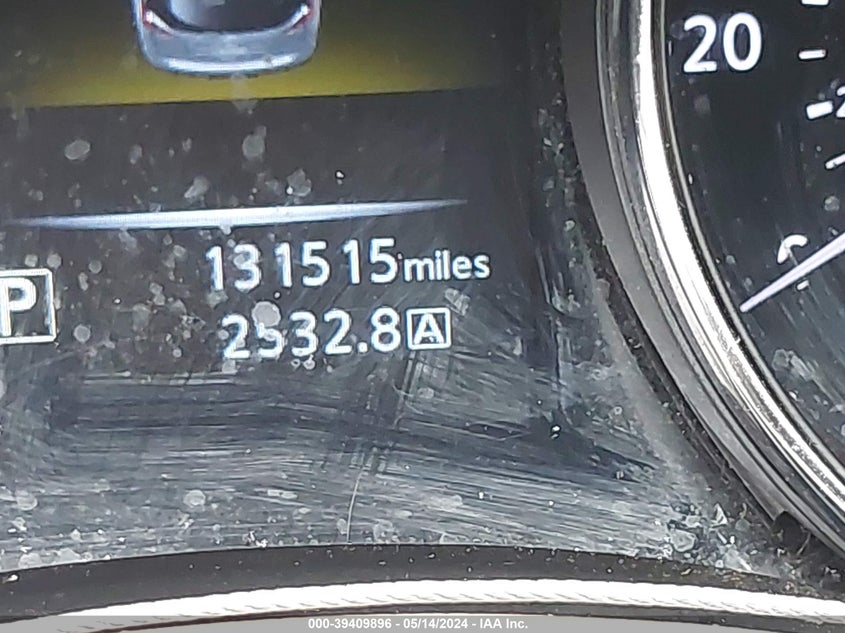 20
131515 miles
P
2532.8 A
000-39409896 - 05/14/2024 - IAA Inc.